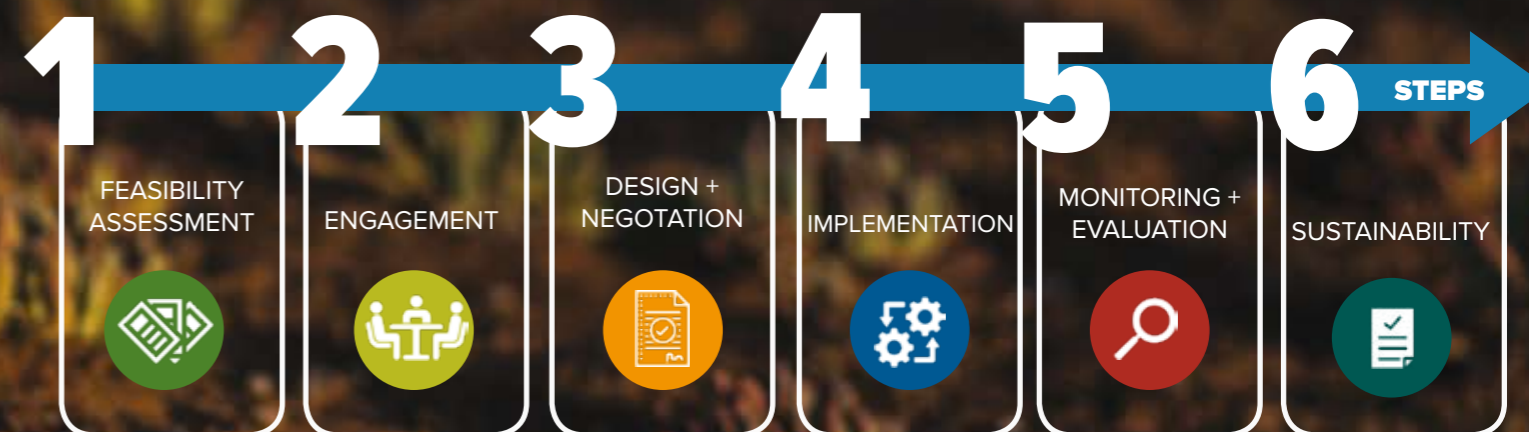 1
2
3
4
5
6
STEPS
FEASIBILITY
ASSESSMENT
ENGAGEMENT
DESIGN +
NEGOTATION
IMPLEMENTATION
MONITORING +
EVALUATION
SUSTAINABILITY